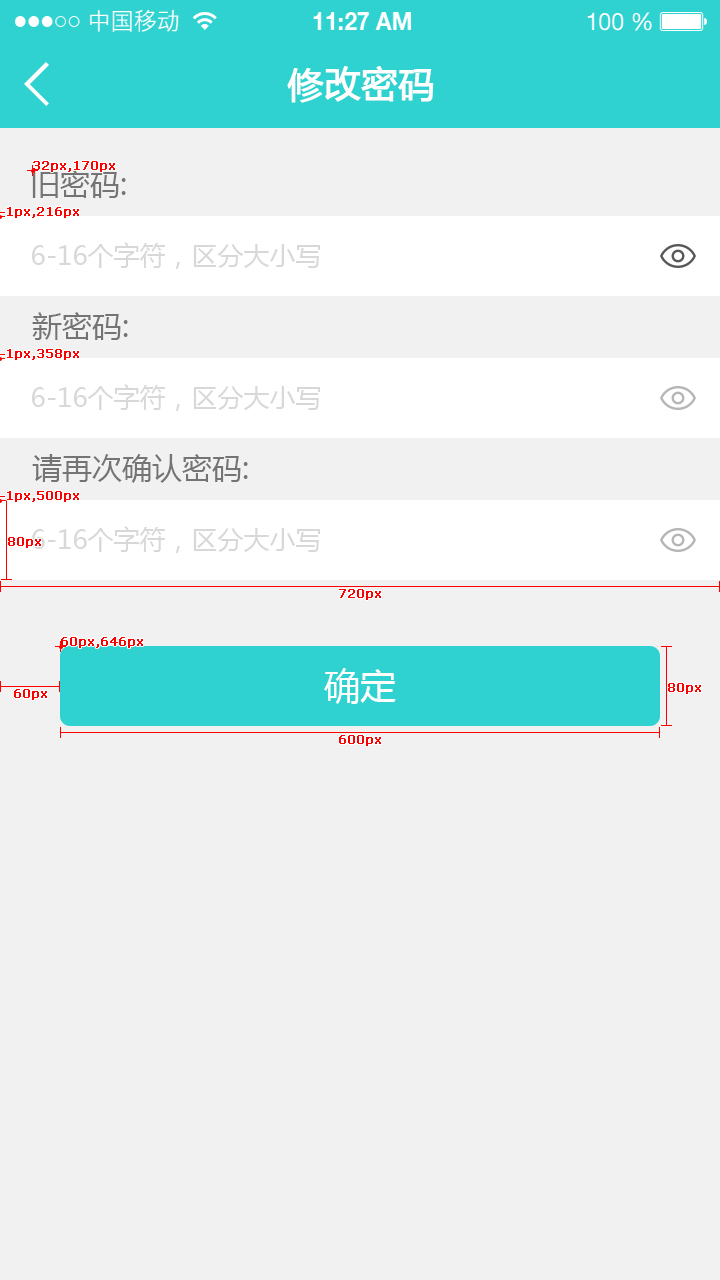 中国移动 11:27 AM 100 %
修改密码
32px,170px
旧密码:
-1px,216px
6-16个字符，区分大小写
新密码:
-1px,358px
6-16个字符，区分大小写
请再次确认密码:
-1px,500px
6-16个字符，区分大小写
80px
720px
60px,646px
确定
60px
80px
600px